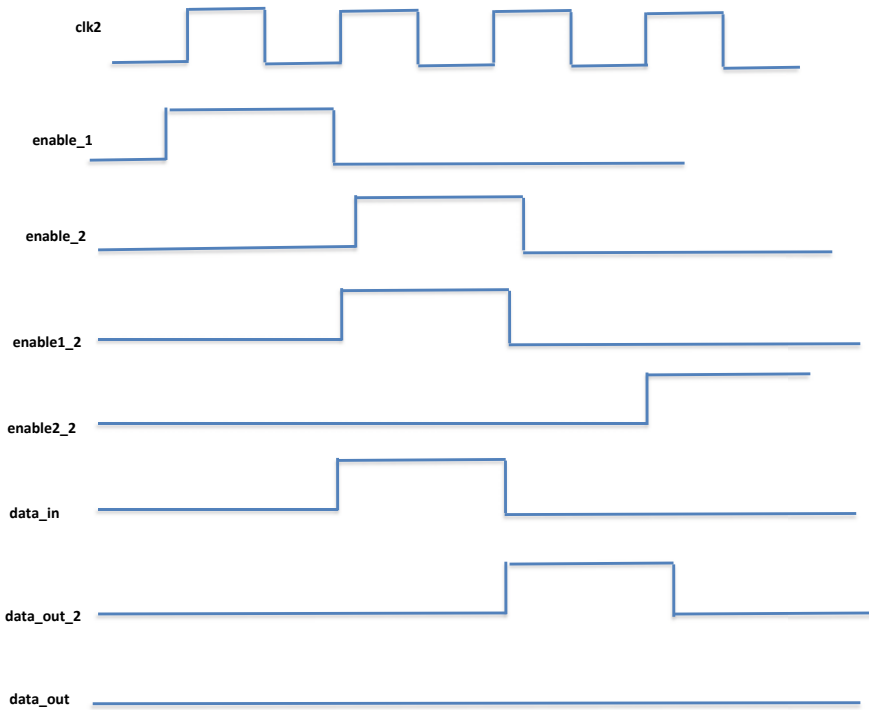 clk2
enable_1
enable_2
enable1_2
enable2_2
data_in
data_out_2
data_out